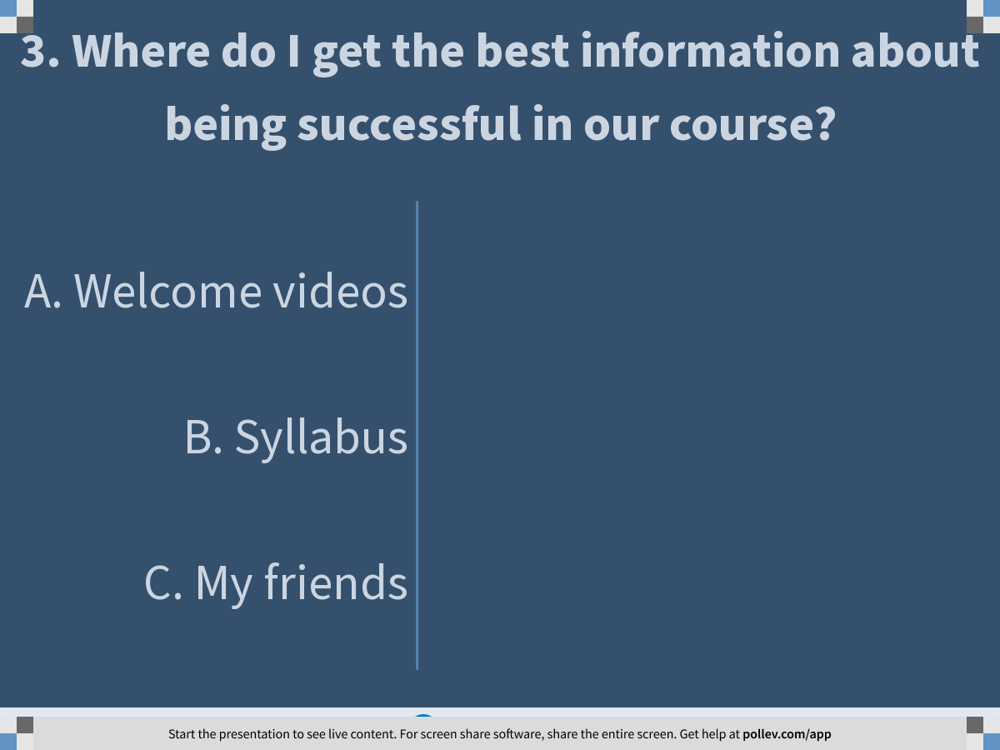 3. Where do I get the best information about
being successful in our course?
A. Welcome videos
B. Syllabus
C. My friends
Start the presentation to see live content. For screen share software, share the entire screen. Get help at pollev.com/app